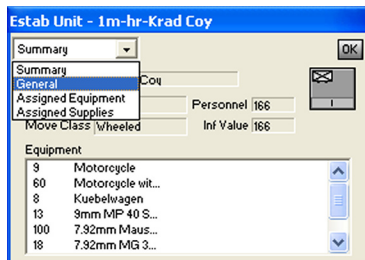 Estab Unit - 1m-hr-Krad Coy
Summary
OK
Summary
General
Coy
Assigned Equipment
Personnel 166
Assigned Supplies
Move Class Wheeled
Inf Value 166
I
Equipment
9 Motorcycle
60 Motorcycle wit...
8 Kuebelwagen
13 9mm MP 40 S...
100 7.92mm Maus...
18 7.92mm MG 3...